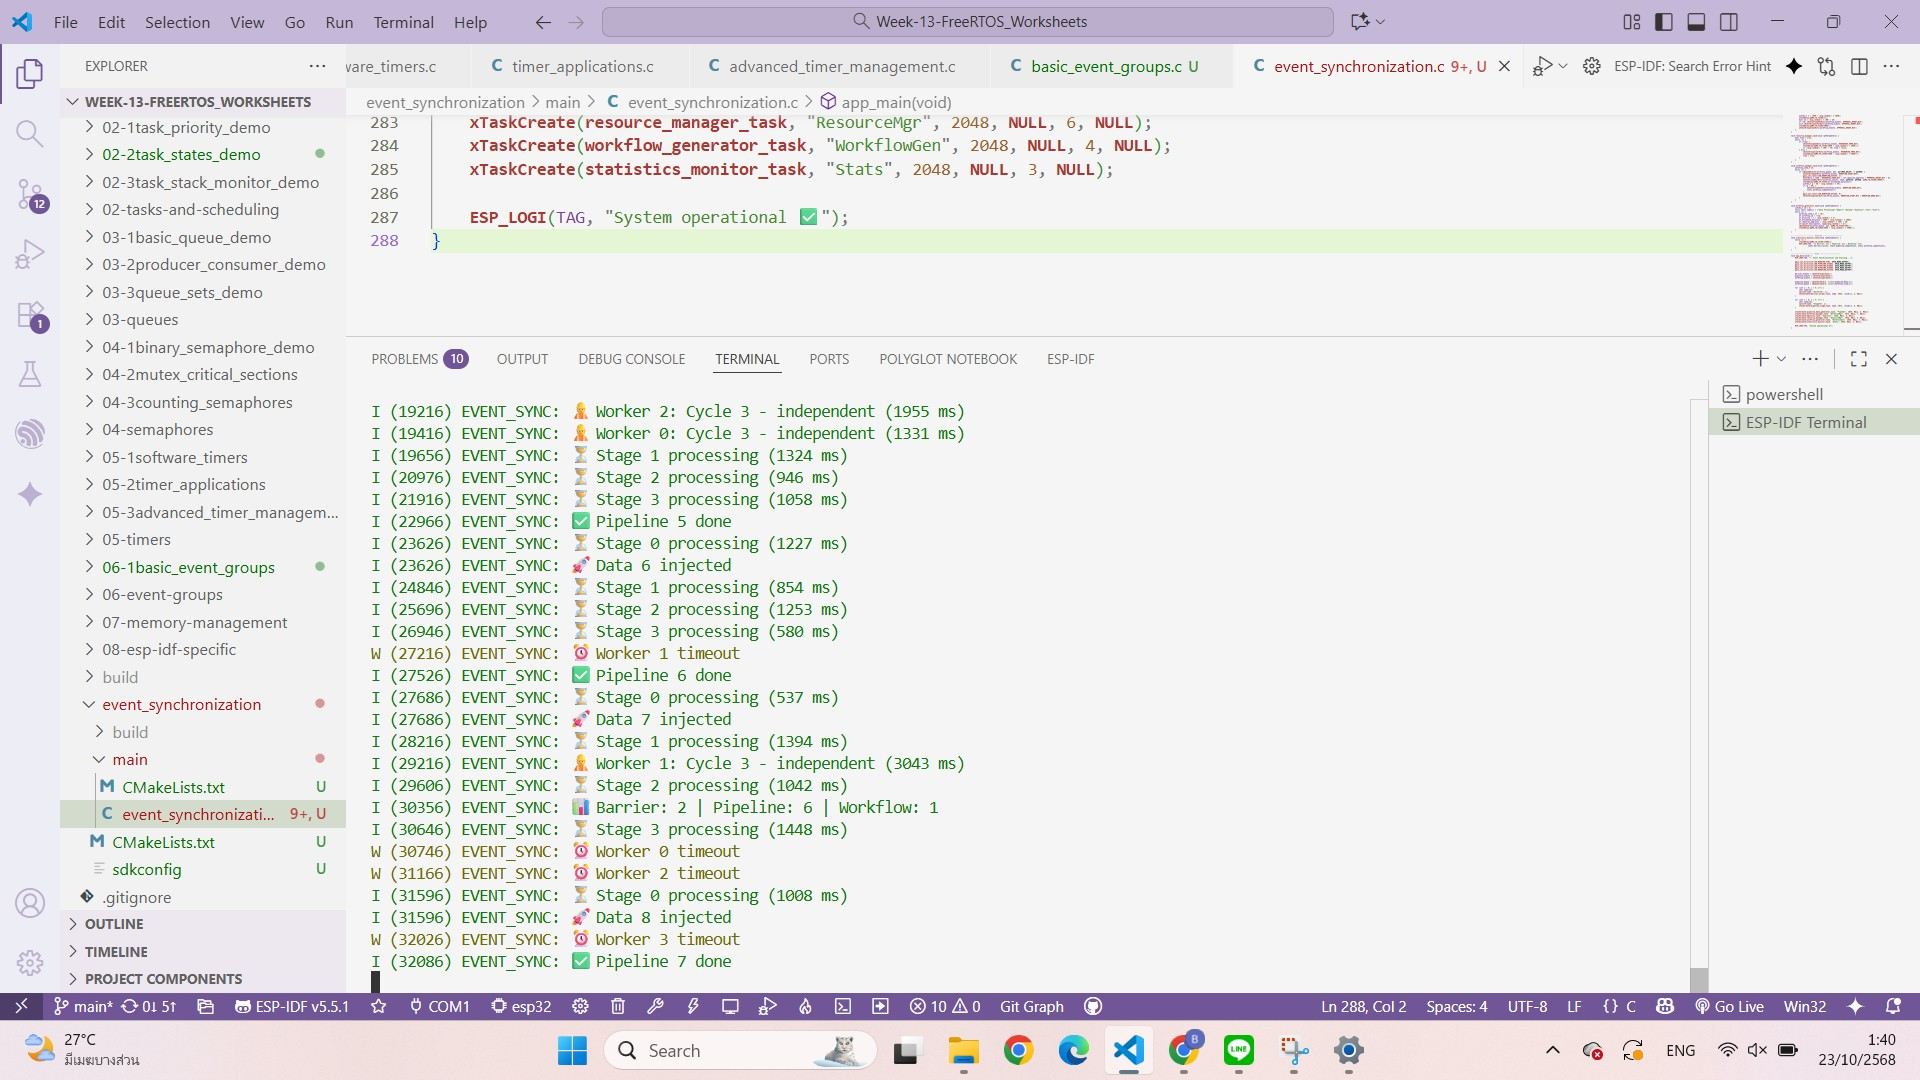 File Edit Selection View Go Run Terminal Help
Week-13-FreeRTOS_Worksheets
EXPLORER
WEEK-13-FREERTOS_WORKSHEETS
02-1task_priority_demo
02-2task_states_demo
02-3task_stack_monitor_demo
02-tasks-and-scheduling
03-1basic_queue_demo
03-2producer_consumer_demo
03-3queue_sets_demo
03-queues
04-1binary_semaphore_demo
04-2mutex_critical_sections
04-3counting_semaphores
04-semaphores
05-1software_timers
05-2timer_applications
05-3advanced_timer_managem...
05-timers
06-1basic_event_groups
06-event-groups
07-memory-management
08-esp-idf-specific
build
event_synchronization
build
main
CMakeLists.txt U
event_synchronizati... 9+, U
CMakeLists.txt U
sdkconfig U
.gitignore
OUTLINE
TIMELINE
PROJECT COMPONENTS
12
1
ware_timers.c
C timer_applications.c
C advanced_timer_management.c
C basic_event_groups.c U
C event_synchronization.c 9+, U
ESP-IDF: Search Error Hint
event_synchronization > main > C event_synchronization.c > app_main(void)
283 xTaskCreate(resource_manager_task, "ResourceMgr", 2048, NULL, 6, NULL);
284 xTaskCreate(workflow_generator_task, "WorkflowGen", 2048, NULL, 4, NULL);
285 xTaskCreate(statistics_monitor_task, "Stats", 2048, NULL, 3, NULL);
286
287 ESP_LOGI(TAG, "System operational ✅");
288 }
PROBLEMS 10 OUTPUT DEBUG CONSOLE TERMINAL PORTS POLYGLOT NOTEBOOK ESP-IDF
powershell
ESP-IDF Terminal
I (19216) EVENT_SYNC: 👷 Worker 2: Cycle 3 - independent (1955 ms)
I (19416) EVENT_SYNC: 👷 Worker 0: Cycle 3 - independent (1331 ms)
I (19656) EVENT_SYNC: ⏳ Stage 1 processing (1324 ms)
I (20976) EVENT_SYNC: ⏳ Stage 2 processing (946 ms)
I (21916) EVENT_SYNC: ⏳ Stage 3 processing (1058 ms)
I (22966) EVENT_SYNC: ✅ Pipeline 5 done
I (23626) EVENT_SYNC: ⏳ Stage 0 processing (1227 ms)
I (23626) EVENT_SYNC: 🚀 Data 6 injected
I (24846) EVENT_SYNC: ⏳ Stage 1 processing (854 ms)
I (25696) EVENT_SYNC: ⏳ Stage 2 processing (1253 ms)
I (26946) EVENT_SYNC: ⏳ Stage 3 processing (580 ms)
W (27216) EVENT_SYNC: ⏰ Worker 1 timeout
I (27526) EVENT_SYNC: ✅ Pipeline 6 done
I (27686) EVENT_SYNC: ⏳ Stage 0 processing (537 ms)
I (27686) EVENT_SYNC: 🚀 Data 7 injected
I (28216) EVENT_SYNC: ⏳ Stage 1 processing (1394 ms)
I (29216) EVENT_SYNC: 👷 Worker 1: Cycle 3 - independent (3043 ms)
I (29606) EVENT_SYNC: ⏳ Stage 2 processing (1042 ms)
I (30356) EVENT_SYNC: 📊 Barrier: 2 | Pipeline: 6 | Workflow: 1
I (30646) EVENT_SYNC: ⏳ Stage 3 processing (1448 ms)
W (30746) EVENT_SYNC: ⏰ Worker 0 timeout
W (31166) EVENT_SYNC: ⏰ Worker 2 timeout
I (31596) EVENT_SYNC: ⏳ Stage 0 processing (1008 ms)
I (31596) EVENT_SYNC: 🚀 Data 8 injected
W (32026) EVENT_SYNC: ⏰ Worker 3 timeout
I (32086) EVENT_SYNC: ✅ Pipeline 7 done
main* 0↓ 5↑ ESP-IDF v5.5.1 COM1 esp32 10 0 Git Graph Ln 288, Col 2 Spaces: 4 UTF-8 LF {} C Go Live Win32
27°C
มีเมฆบางส่วน
Search
ENG
1:40
23/10/2568